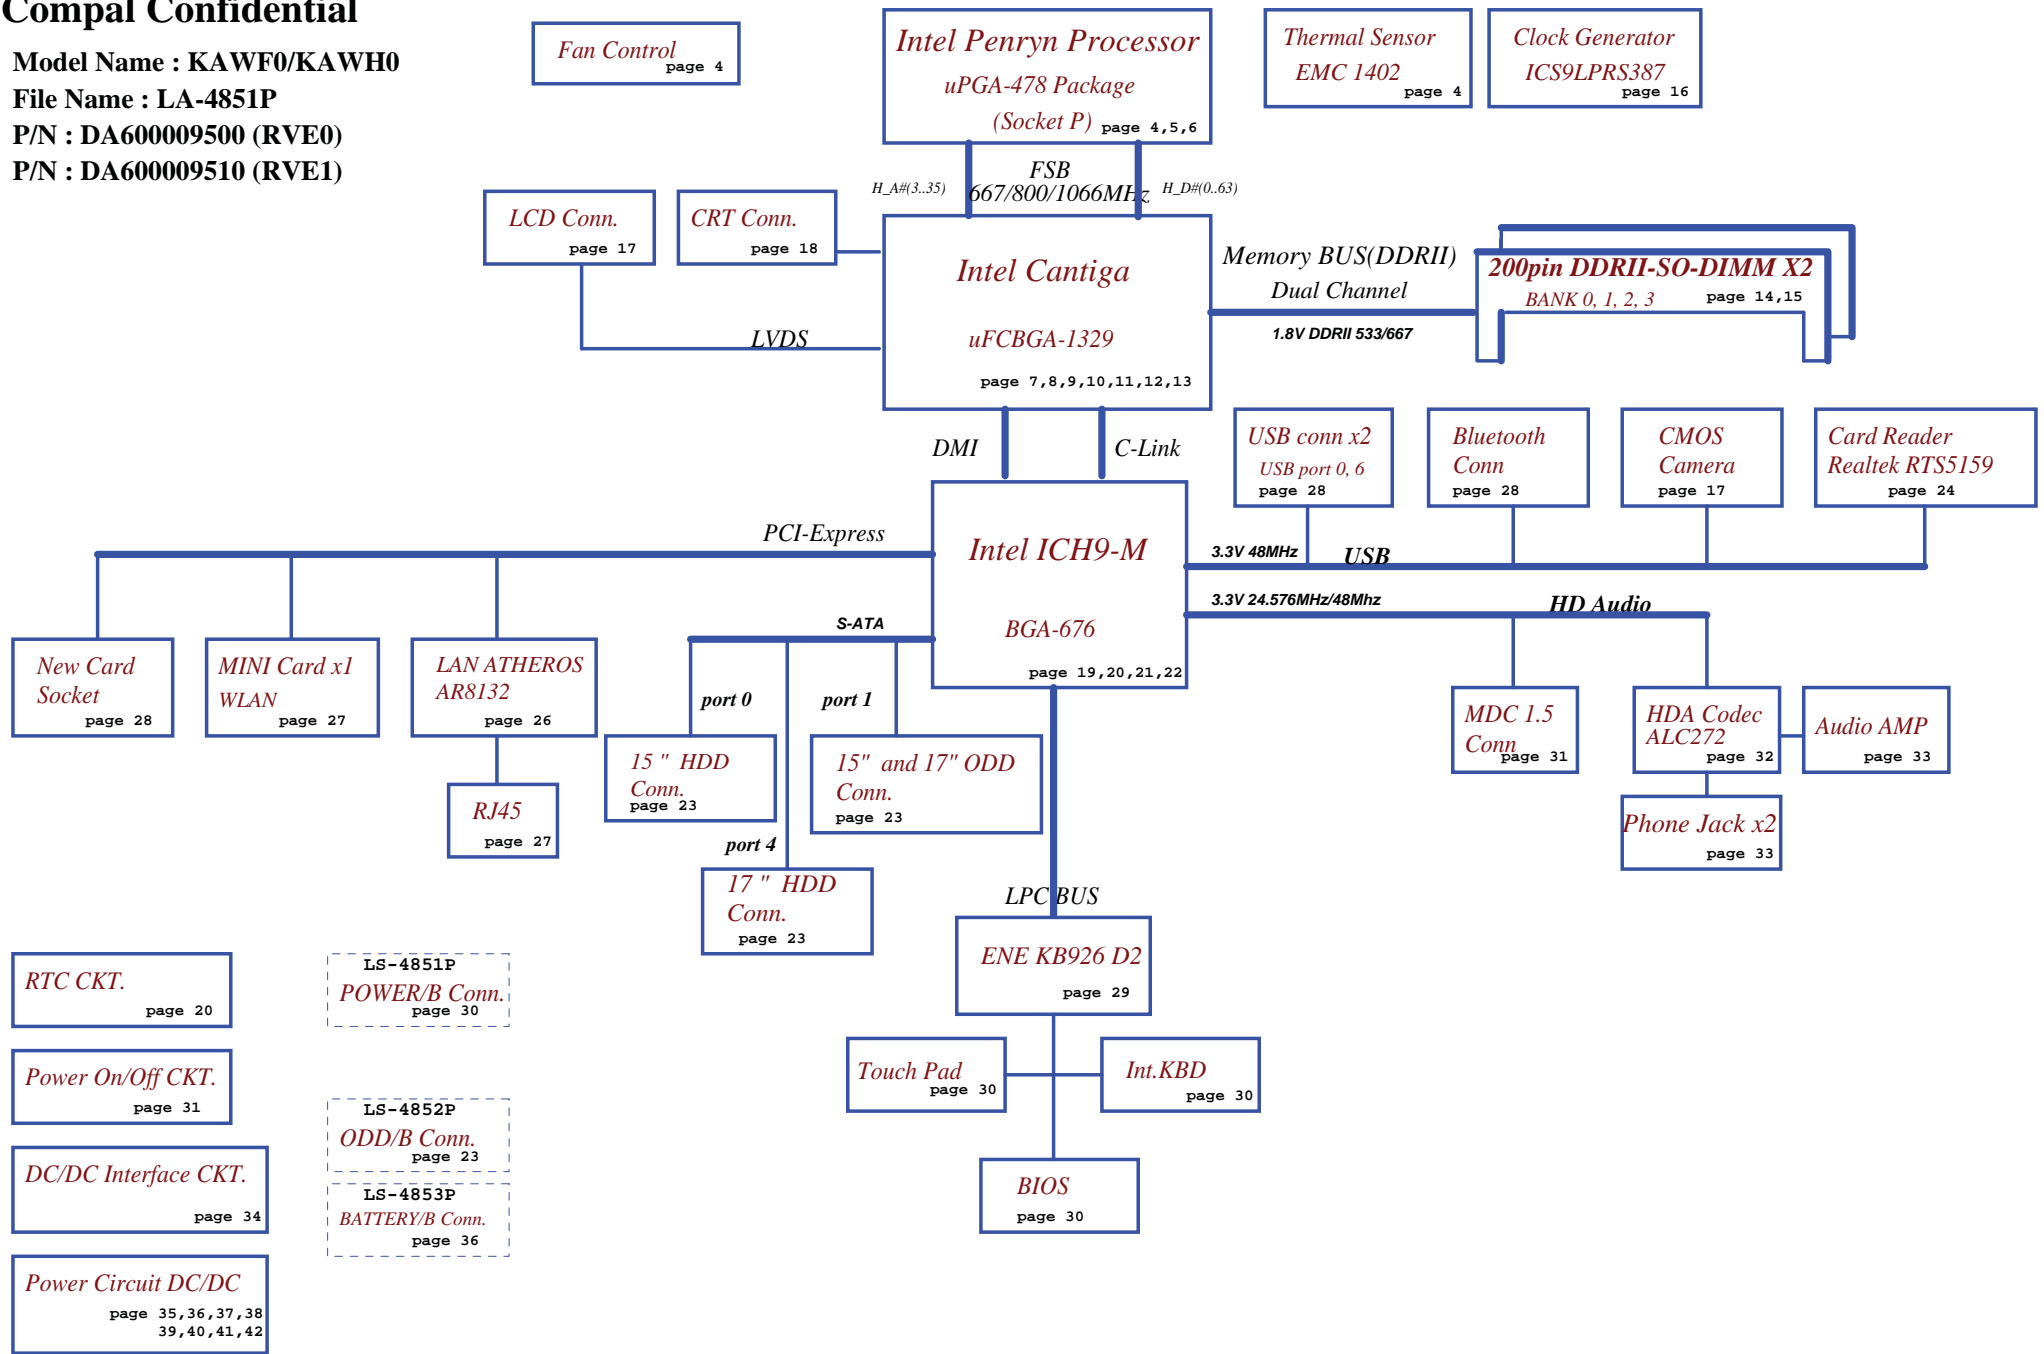 Compal Confidential
Model Name : KAWF0/KAWH0
File Name : LA-4851P
P/N : DA600009500 (RVE0)
P/N : DA600009510 (RVE1)
Fan Control
page 4
Intel Penryn Processor
uPGA-478 Package
(Socket P)
page 4,5,6
Thermal Sensor
EMC 1402
page 4
Clock Generator
ICS9LPRS387
page 16
H_A#(3..35)
FSB
667/800/1066MHz
H_D#(0..63)
LCD Conn.
page 17
CRT Conn.
page 18
LVDS
Intel Cantiga
uFCBGA-1329
page 7,8,9,10,11,12,13
Memory BUS(DDRII)
Dual Channel
1.8V DDRII 533/667
200pin DDRII-SO-DIMM X2
BANK 0, 1, 2, 3
page 14,15
DMI
C-Link
USB conn x2
USB port 0, 6
page 28
Bluetooth
Conn
page 28
CMOS
Camera
page 17
Card Reader
Realtek RTS5159
page 24
PCI-Express
Intel ICH9-M
BGA-676
page 19,20,21,22
3.3V 48MHz
USB
3.3V 24.576MHz/48Mhz
HD Audio
S-ATA
New Card
Socket
page 28
MINI Card x1
WLAN
page 27
LAN ATHEROS
AR8132
page 26
RJ45
page 27
port 0
port 1
15 " HDD
Conn.
page 23
15" and 17" ODD
Conn.
page 23
port 4
17 " HDD
Conn.
page 23
MDC 1.5
Conn
page 31
HDA Codec
ALC272
page 32
Audio AMP
page 33
Phone Jack x2
page 33
LPC BUS
ENE KB926 D2
page 29
Touch Pad
page 30
Int.KBD
page 30
BIOS
page 30
RTC CKT.
page 20
Power On/Off CKT.
page 31
DC/DC Interface CKT.
page 34
Power Circuit DC/DC
page 35,36,37,38
39,40,41,42
LS-4851P
POWER/B Conn.
page 30
LS-4852P
ODD/B Conn.
page 23
LS-4853P
BATTERY/B Conn.
page 36